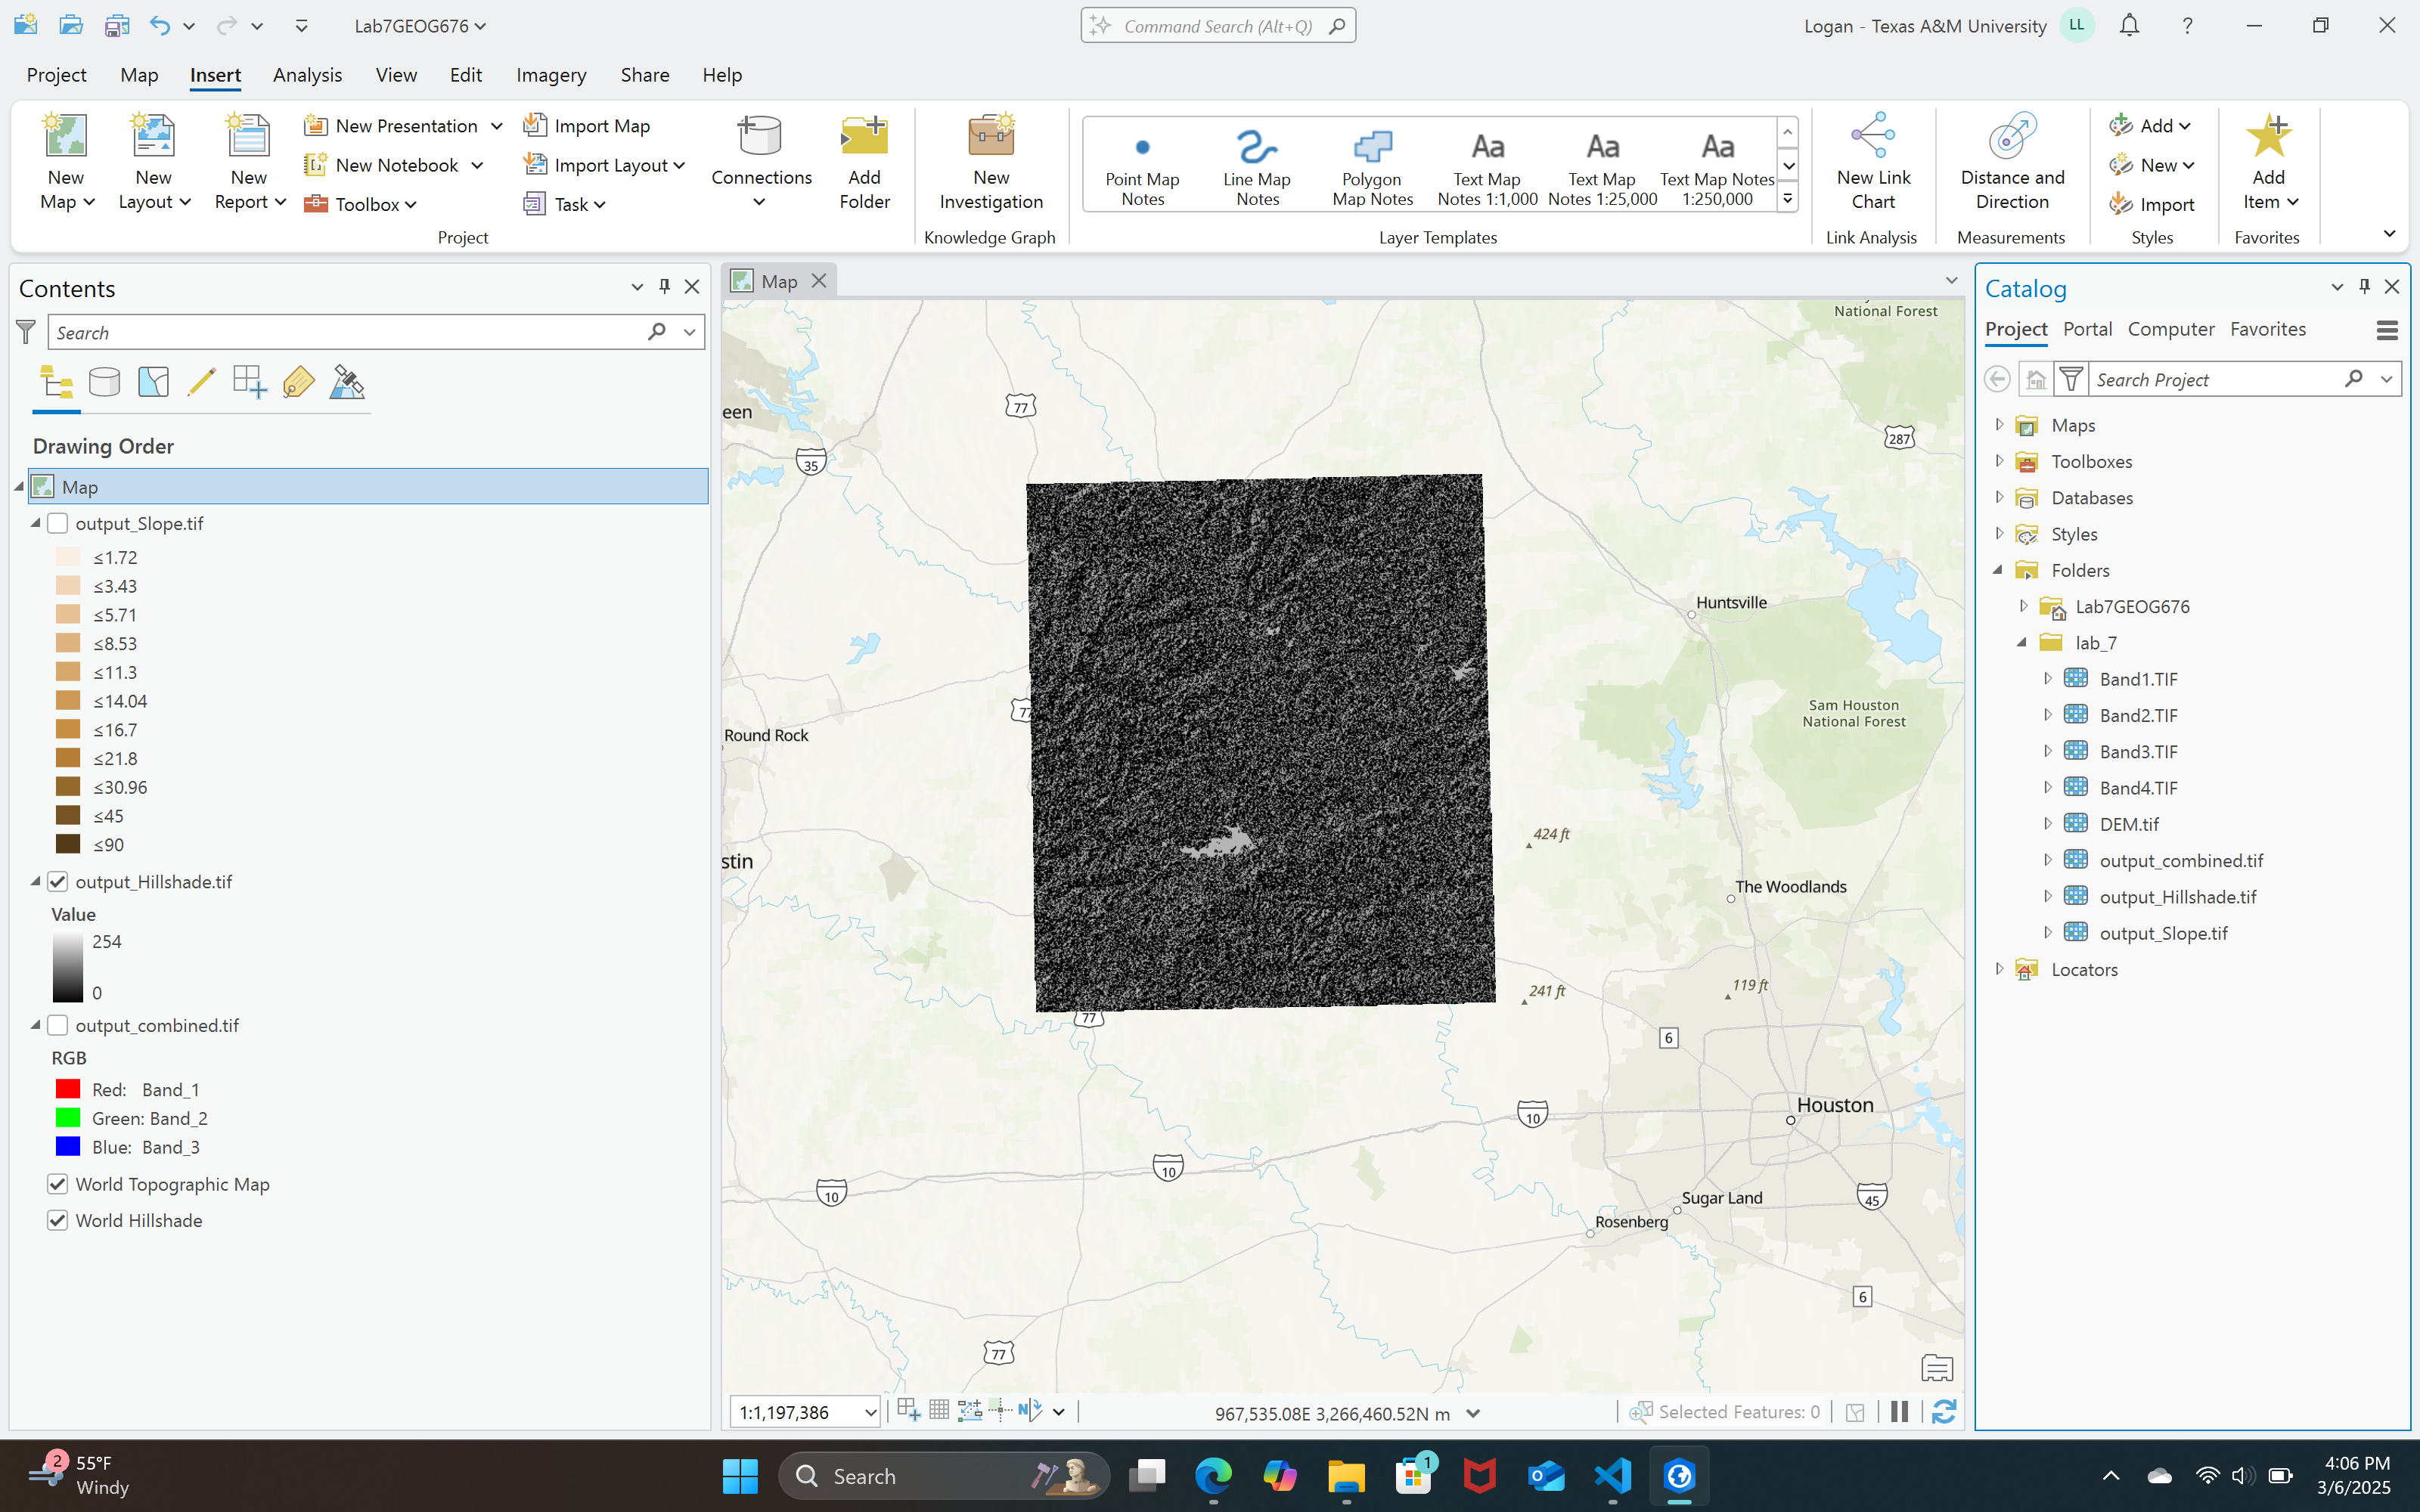 Lab7GEOG676
Command Search (Alt+Q)
Logan - Texas A&M University
LL
?
Project Map Insert Analysis View Edit Imagery Share Help
New Map
New Layout
New Report
New Presentation
New Notebook
Toolbox
Import Map
Import Layout
Task
Connections
Add Folder
Project
New Investigation
Knowledge Graph
Point Map Notes
Line Map Notes
Polygon Map Notes
Aa
Text Map Notes 1:1,000
Aa
Text Map Notes 1:25,000
Aa
Text Map Notes 1:250,000
Layer Templates
New Link Chart
Link Analysis
Distance and Direction
Measurements
Add
New
Import
Styles
Add Item
Favorites
Contents
Search
Drawing Order
Map
output_Slope.tif
≤1.72
≤3.43
≤5.71
≤8.53
≤11.3
≤14.04
≤16.7
≤21.8
≤30.96
≤45
≤90
output_Hillshade.tif
Value
254
0
output_combined.tif
RGB
Red: Band_1
Green: Band_2
Blue: Band_3
World Topographic Map
World Hillshade
Map
National Forest
77
een
35
287
Huntsville
77
Round Rock
Sam Houston
National Forest
424 ft
stin
The Woodlands
241 ft
119 ft
77
6
Houston
10
10
10
Sugar Land
45
Rosenberg
6
77
1:1,197,386
N
967,535.08E 3,266,460.52N m
Selected Features: 0
Catalog
Project Portal Computer Favorites
Search Project
Maps
Toolboxes
Databases
Styles
Folders
Lab7GEOG676
lab_7
Band1.TIF
Band2.TIF
Band3.TIF
Band4.TIF
DEM.tif
output_combined.tif
output_Hillshade.tif
output_Slope.tif
Locators
2
55°F
Windy
Search
1
4:06 PM
3/6/2025